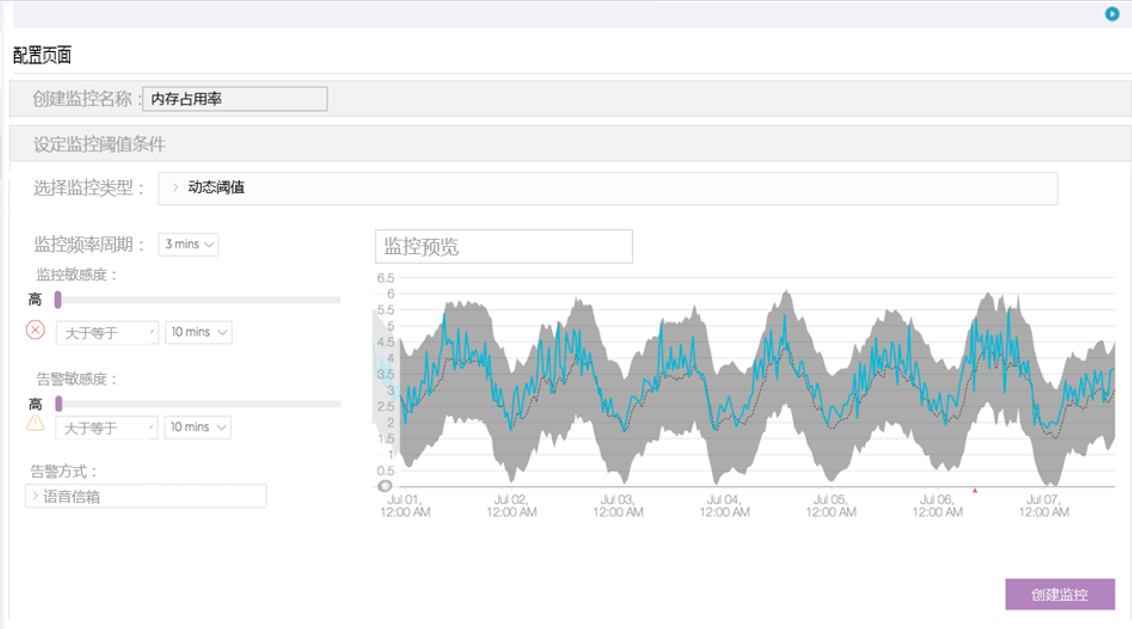 配置页面
创建监控名称：内存占用率
设定监控阈值条件
选择监控类型： 动态阈值
监控频率周期： 3 mins
监控敏感度：
高
大于等于 10 mins
告警敏感度：
高
大于等于 10 mins
告警方式：
语音信箱
监控预览
6.5
6
5.5
5
4.5
4
3.5
3
2.5
2
1.5
1
0.5
0
Jul 01, 12:00 AM
Jul 02, 12:00 AM
Jul 03, 12:00 AM
Jul 04, 12:00 AM
Jul 05, 12:00 AM
Jul 06, 12:00 AM
Jul 07, 12:00 AM
创建监控